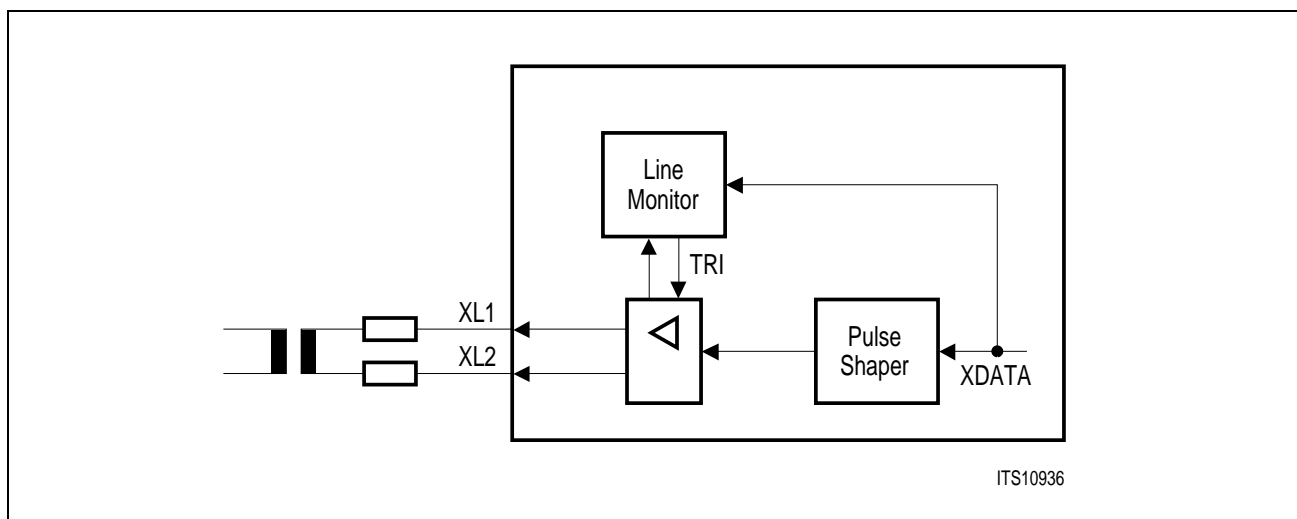 Line
Monitor
TRI
XL1
XL2
Pulse
Shaper
XDATA
ITS10936